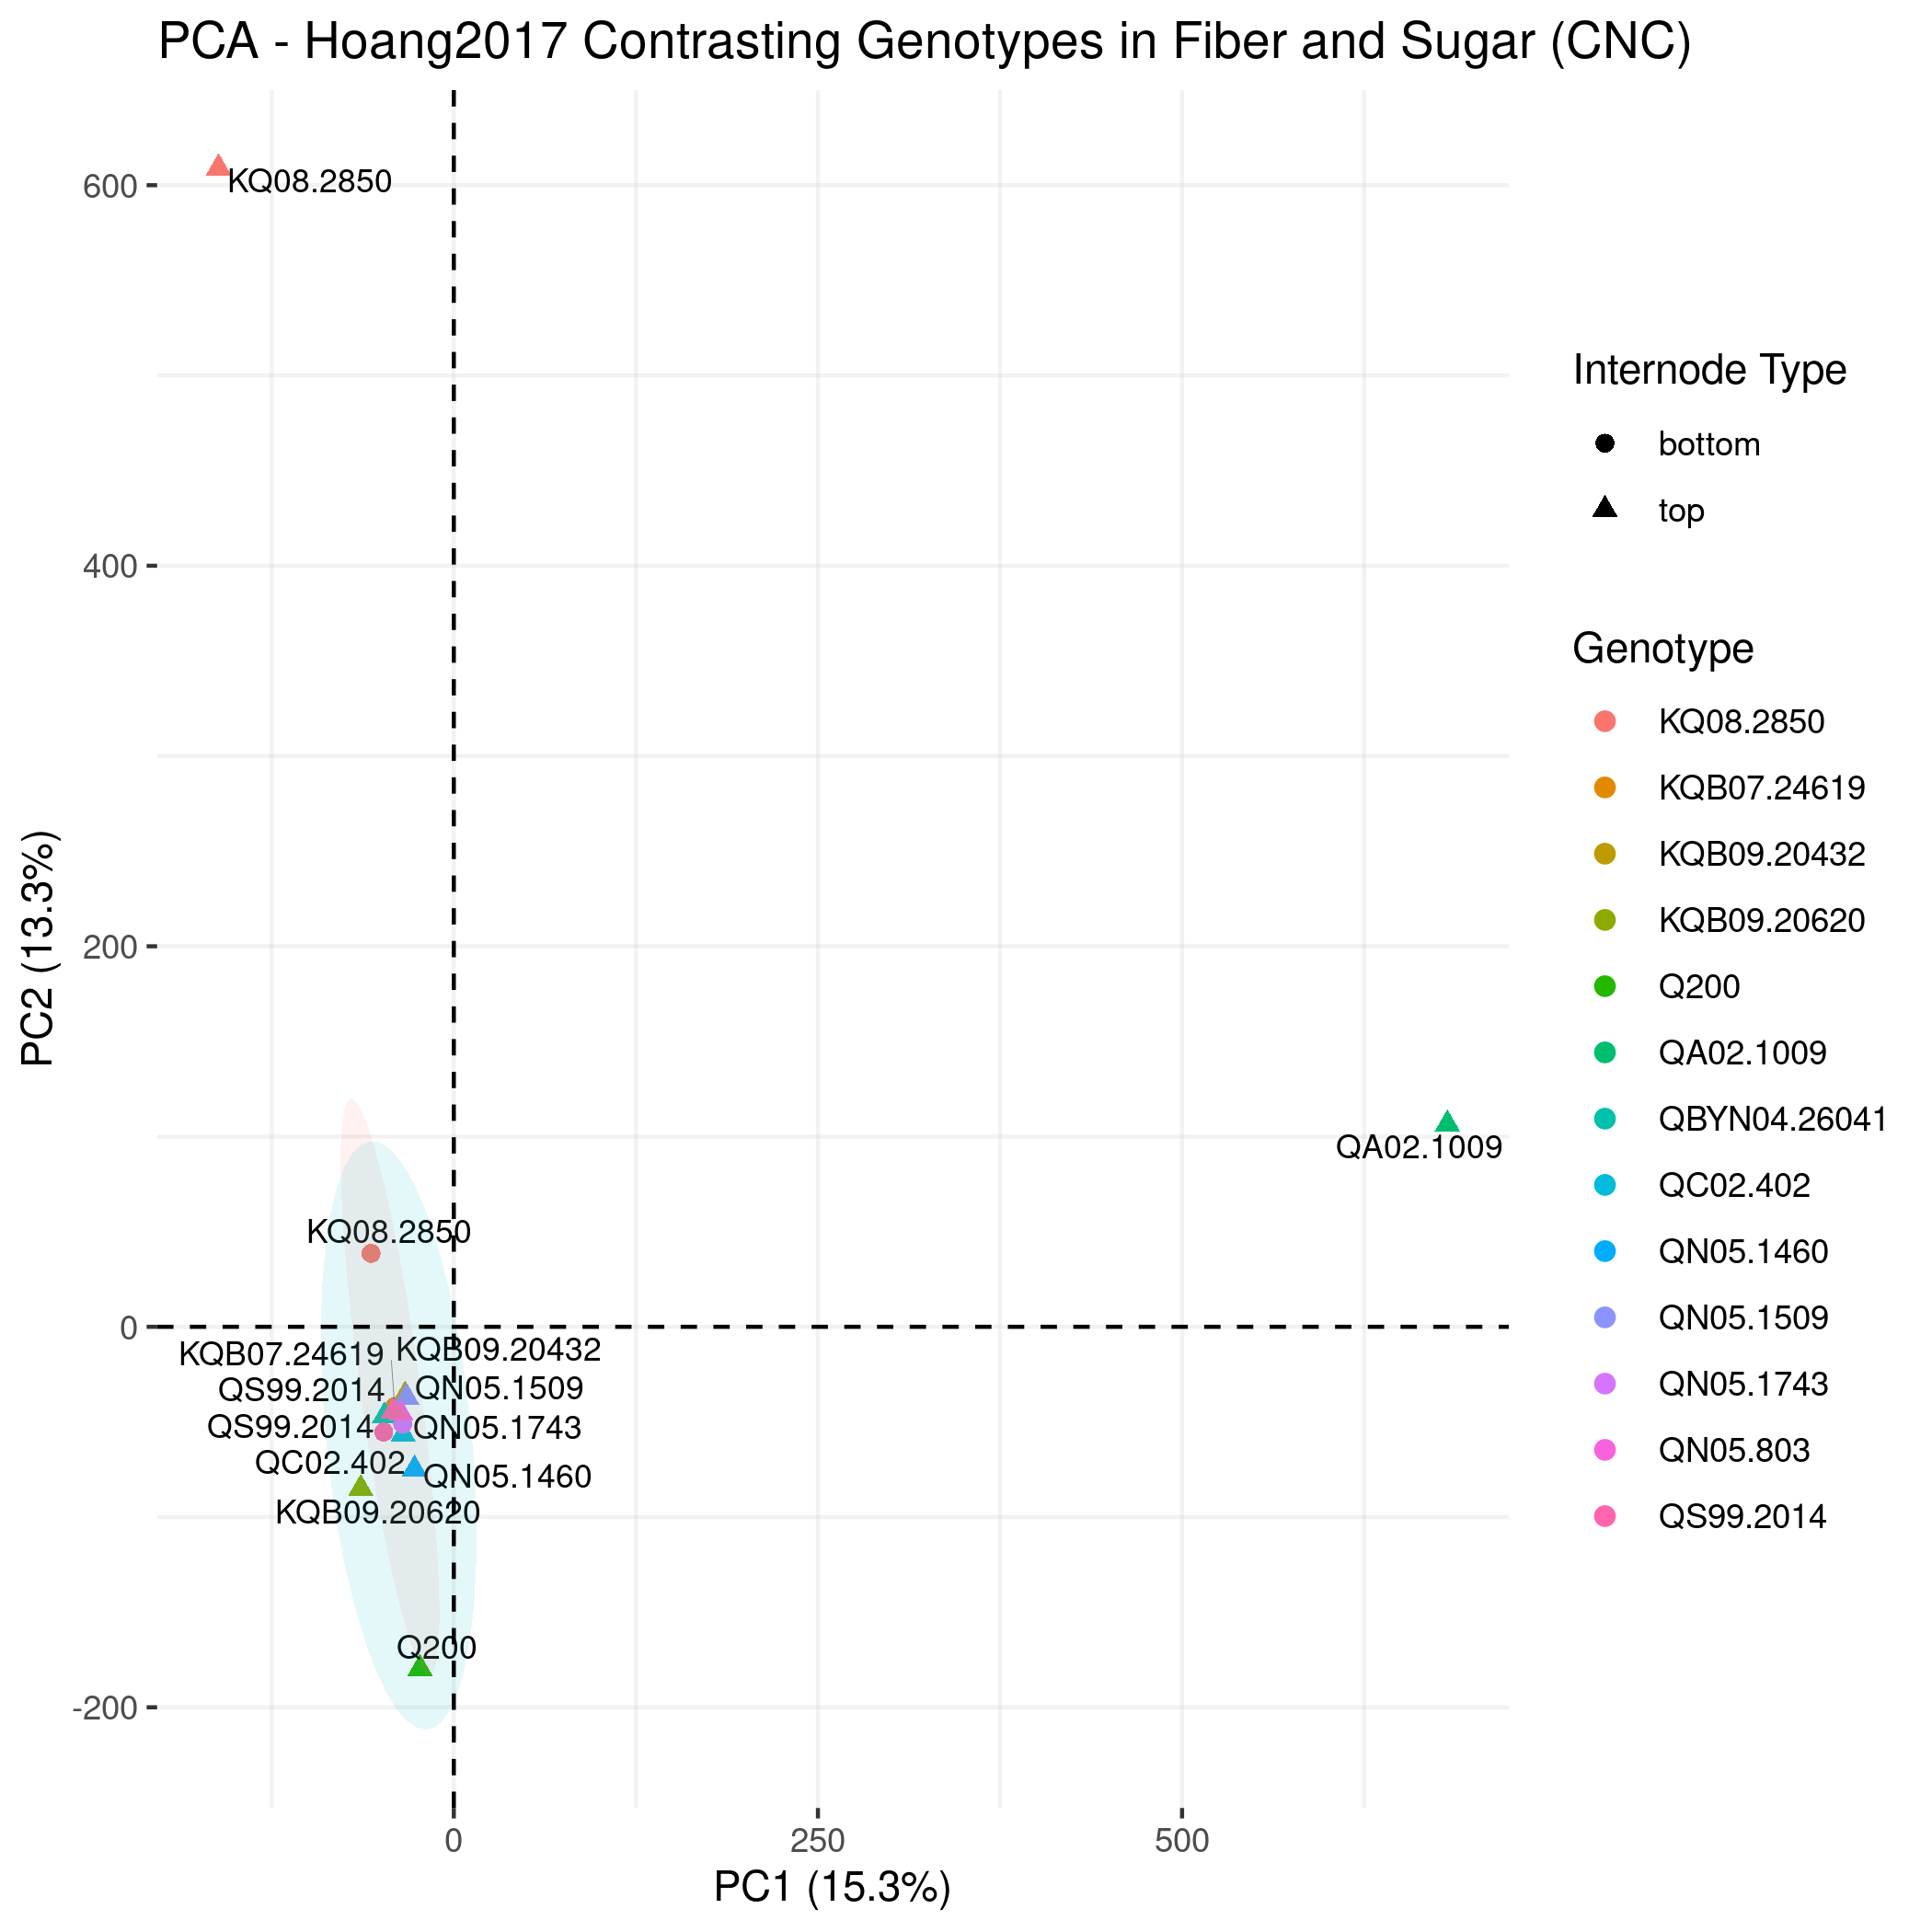 PCA - Hoang2017 Contrasting Genotypes in Fiber and Sugar (CNC)
KQ08.2850
600
400
200
0
-200
PC2 (13.3%)
QA02.1009
KQ08.2850
KQB07.24619
KQB09.20432
QS99.2014
QN05.1509
QS99.2014
QN05.1743
QC02.402
QN05.1460
KQB09.20620
Q200
0
250
500
PC1 (15.3%)
Internode Type
bottom
top
Genotype
KQ08.2850
KQB07.24619
KQB09.20432
KQB09.20620
Q200
QA02.1009
QBYN04.26041
QC02.402
QN05.1460
QN05.1509
QN05.1743
QN05.803
QS99.2014